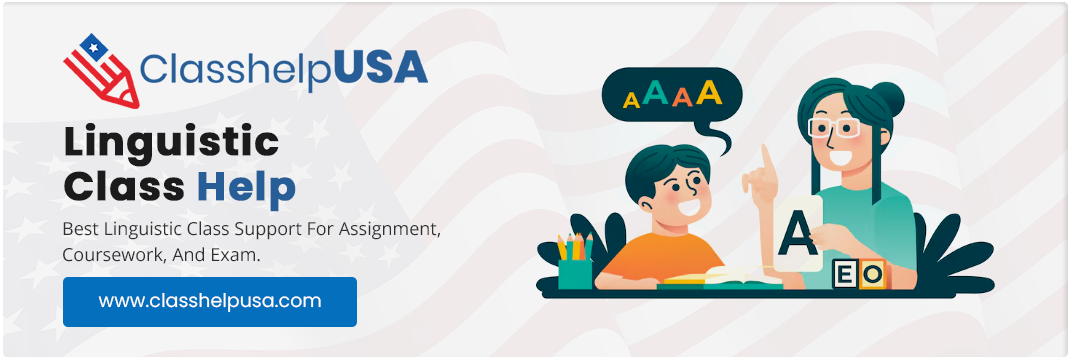 ClasshelpUSA
Linguistic
Class Help
Best Linguistic Class Support For Assignment,
Coursework, And Exam.
www.classhelpusa.com
AAAA
A
EO